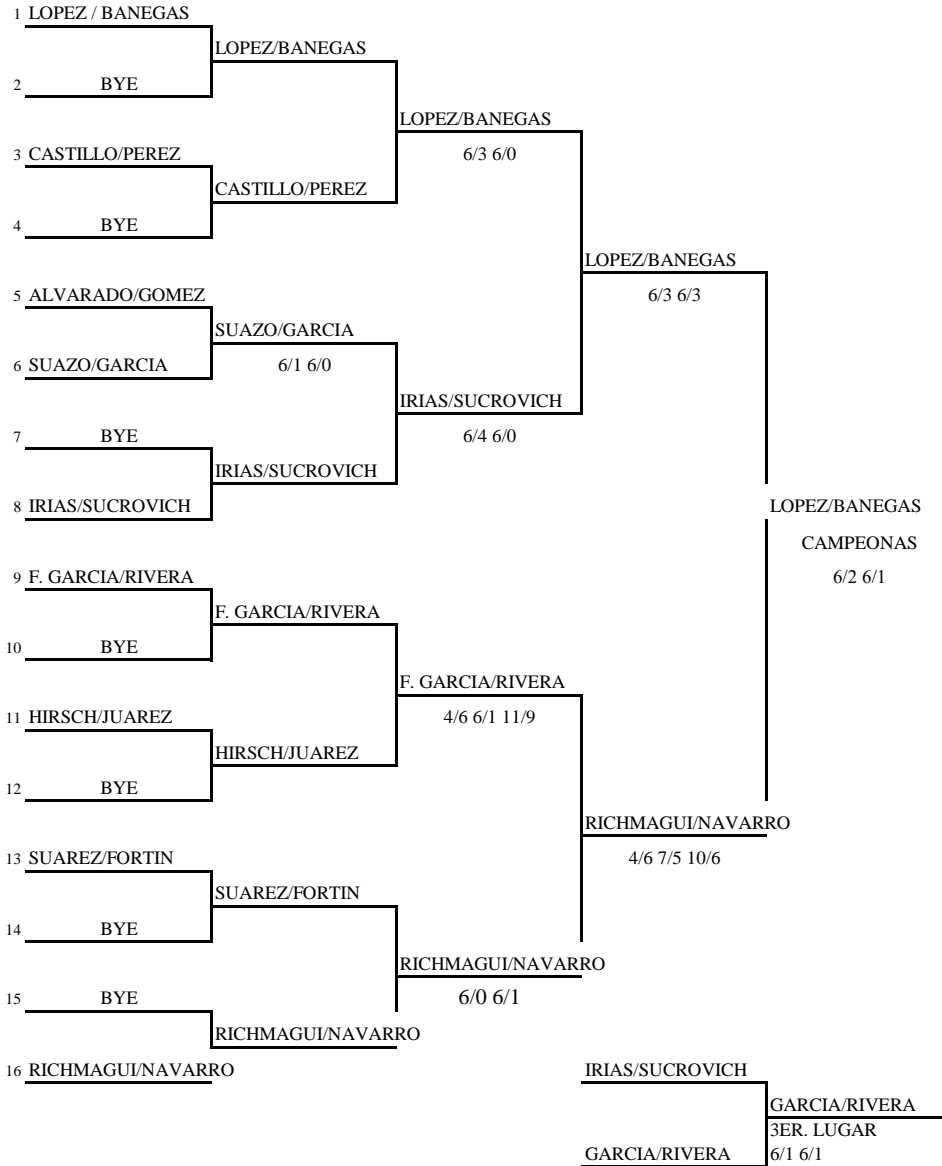 1 LOPEZ / BANEGAS
LOPEZ/BANEGAS
2 BYE
LOPEZ/BANEGAS
3 CASTILLO/PEREZ
6/3 6/0
CASTILLO/PEREZ
4 BYE
LOPEZ/BANEGAS
5 ALVARADO/GOMEZ
6/3 6/3
SUAZO/GARCIA
6 SUAZO/GARCIA
6/1 6/0
IRIAS/SUCROVICH
7 BYE
6/4 6/0
IRIAS/SUCROVICH
8 IRIAS/SUCROVICH
LOPEZ/BANEGAS
CAMPEONAS
9 F. GARCIA/RIVERA
6/2 6/1
F. GARCIA/RIVERA
10 BYE
F. GARCIA/RIVERA
11 HIRSCH/JUAREZ
4/6 6/1 11/9
HIRSCH/JUAREZ
12 BYE
RICHMAGUI/NAVARRO
13 SUAREZ/FORTIN
4/6 7/5 10/6
SUAREZ/FORTIN
14 BYE
RICHMAGUI/NAVARRO
15 BYE
6/0 6/1
RICHMAGUI/NAVARRO
16 RICHMAGUI/NAVARRO
IRIAS/SUCROVICH
GARCIA/RIVERA
3ER. LUGAR
GARCIA/RIVERA
6/1 6/1